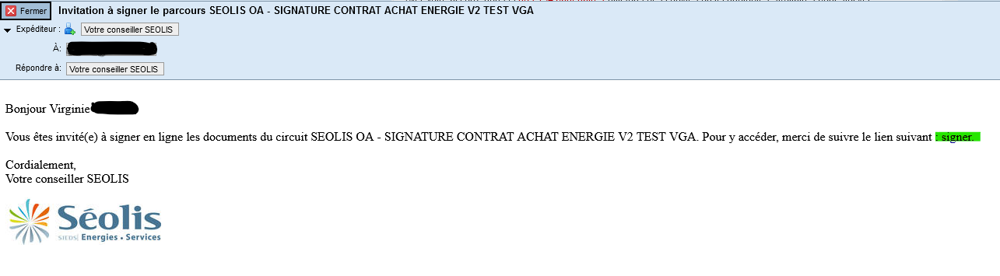 Fermer Invitation à signer le parcours SEOLIS OA - SIGNATURE CONTRAT ACHAT ENERGIE V2 TEST VGA
Expéditeur : Votre conseiller SEOLIS
À:
Répondre à: Votre conseiller SEOLIS
Bonjour Virginie
Vous êtes invité(e) à signer en ligne les documents du circuit SEOLIS OA - SIGNATURE CONTRAT ACHAT ENERGIE V2 TEST VGA. Pour y accéder, merci de suivre le lien suivant : signer.
Cordialement,
Votre conseiller SEOLIS
Séolis
SIEDS Energies • Services